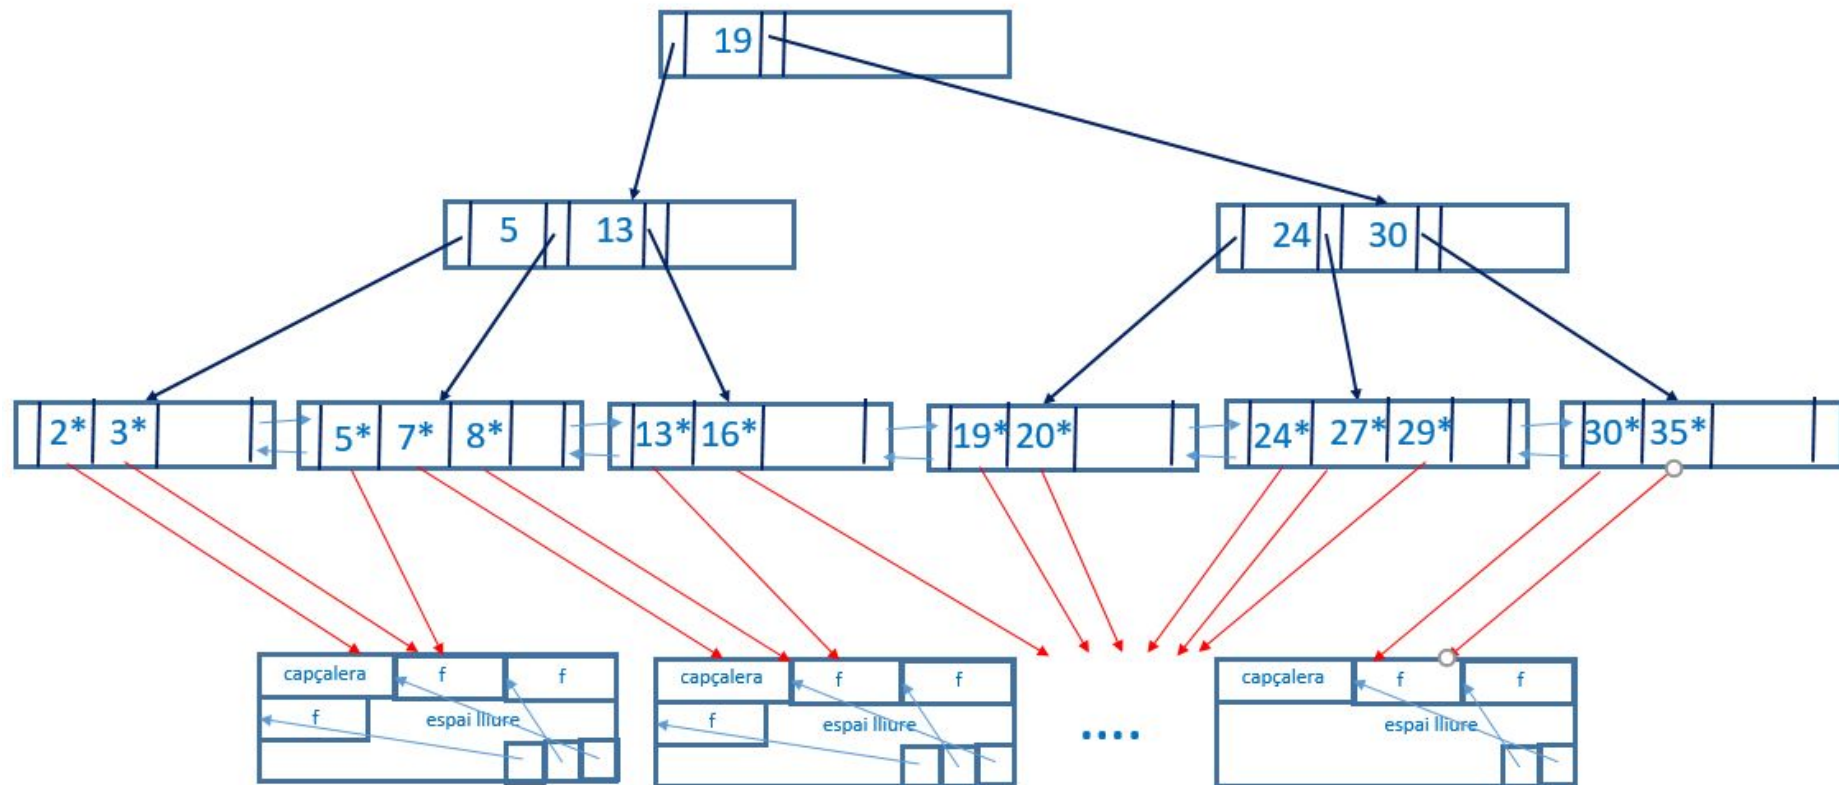 19
5 13 24 30
2* 3* 5* 7* 8* 13* 16* 19* 20* 24* 27* 29* 30* 35*
capçalera f f capçalera f f capçalera f f
f espai lliure f espai lliure espai lliure
....